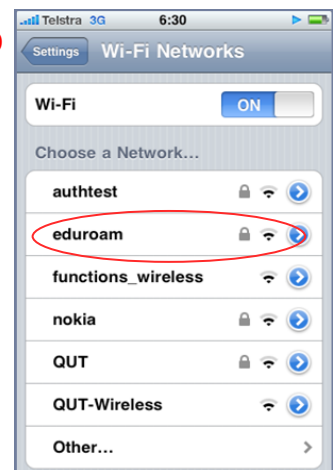 Telstra 3G 6:30
Settings Wi-Fi Networks
Wi-Fi ON
Choose a Network...
authtest
eduroam
functions_wireless
nokia
QUT
QUT-Wireless
Other...